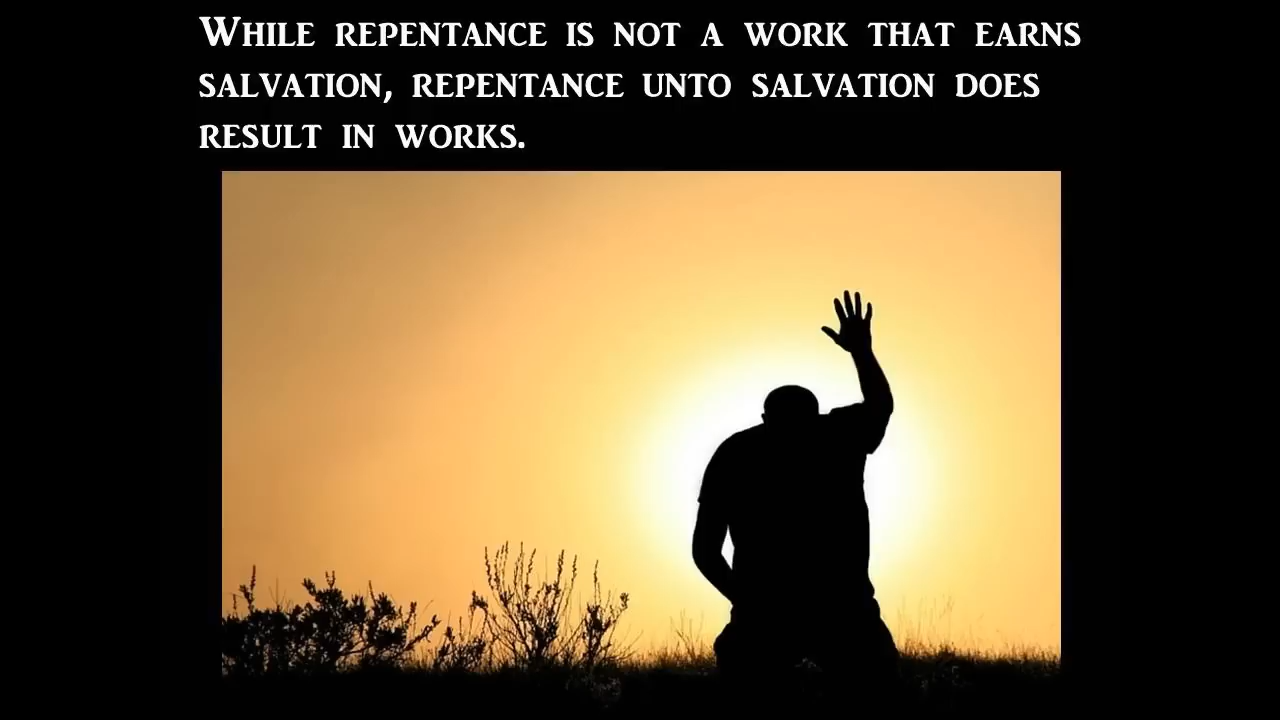 While repentance is not a work that earns
salvation, repentance unto salvation does
result in works.